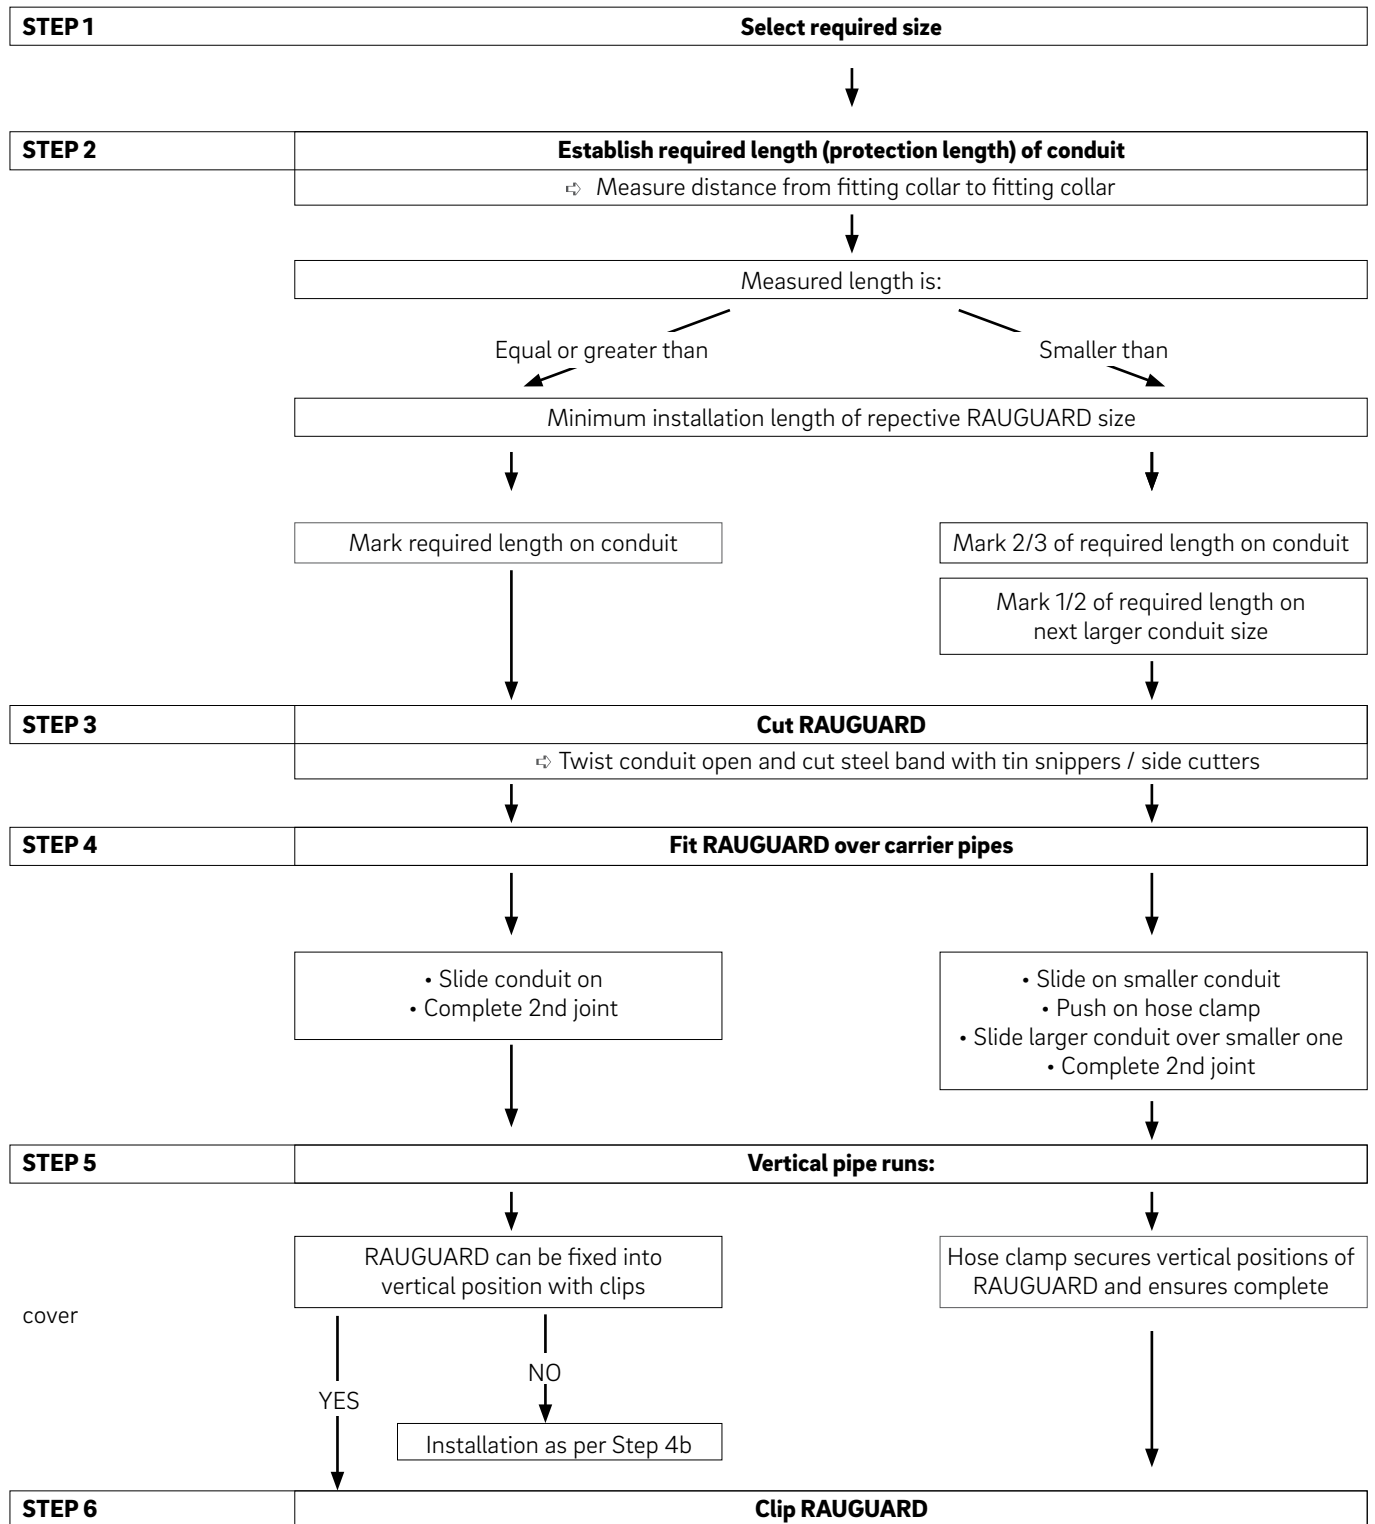 STEP 1 Select required size
STEP 2 Establish required length (protection length) of conduit
➪ Measure distance from fitting collar to fitting collar
Measured length is:
Equal or greater than Smaller than
Minimum installation length of repective RAUGUARD size
Mark required length on conduit
Mark 2/3 of required length on conduit
Mark 1/2 of required length on
next larger conduit size
STEP 3 Cut RAUGUARD
➪ Twist conduit open and cut steel band with tin snippers / side cutters
STEP 4 Fit RAUGUARD over carrier pipes
• Slide conduit on
• Complete 2nd joint
• Slide on smaller conduit
• Push on hose clamp
• Slide larger conduit over smaller one
• Complete 2nd joint
STEP 5 Vertical pipe runs:
RAUGUARD can be fixed into
vertical position with clips
Hose clamp secures vertical positions of
RAUGUARD and ensures complete
cover
NO
YES
Installation as per Step 4b
STEP 6 Clip RAUGUARD